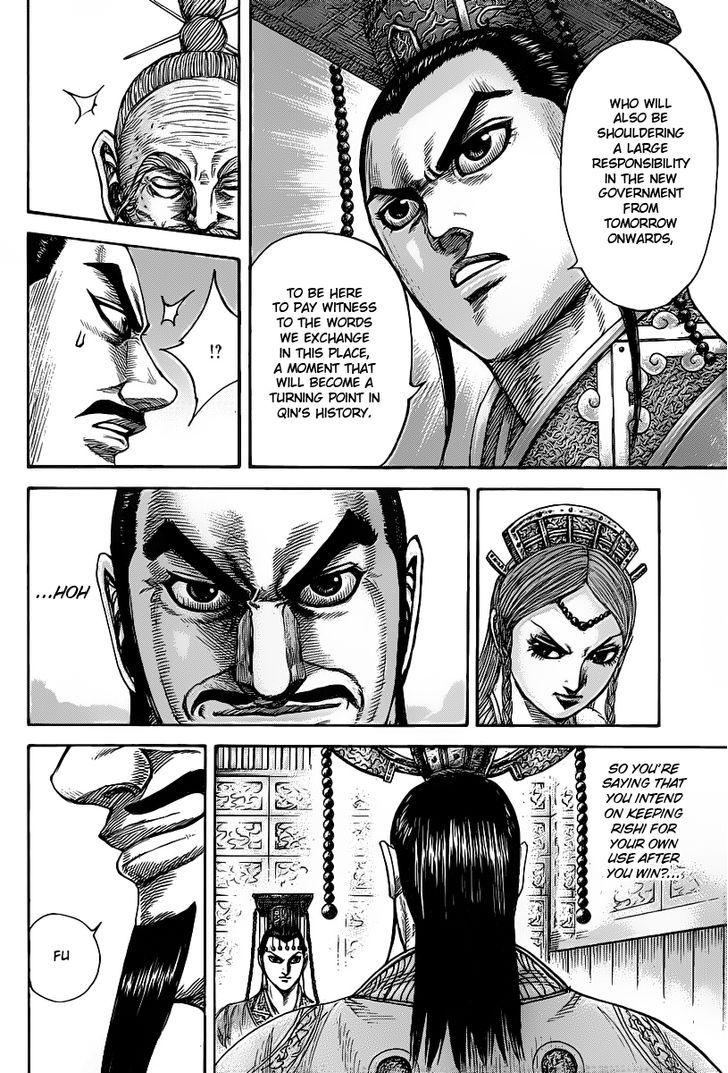 WHO WILL
ALSO BE
SHOULDERING
A LARGE
RESPONSIBILITY
IN THE NEW
GOVERNMENT
FROM
TOMORROW
ONWARDS,
TO BE HERE
TO PAY WITNESS
TO THE WORDS
WE EXCHANGE
IN THIS PLACE,
A MOMENT THAT
WILL BECOME A
TURNING POINT IN
QIN'S HISTORY.
!?
...HOH
SO YOU'RE
SAYING THAT
YOU INTEND
ON KEEPING
RISHI FOR
YOUR OWN
USE AFTER
YOU WIN?...
FU